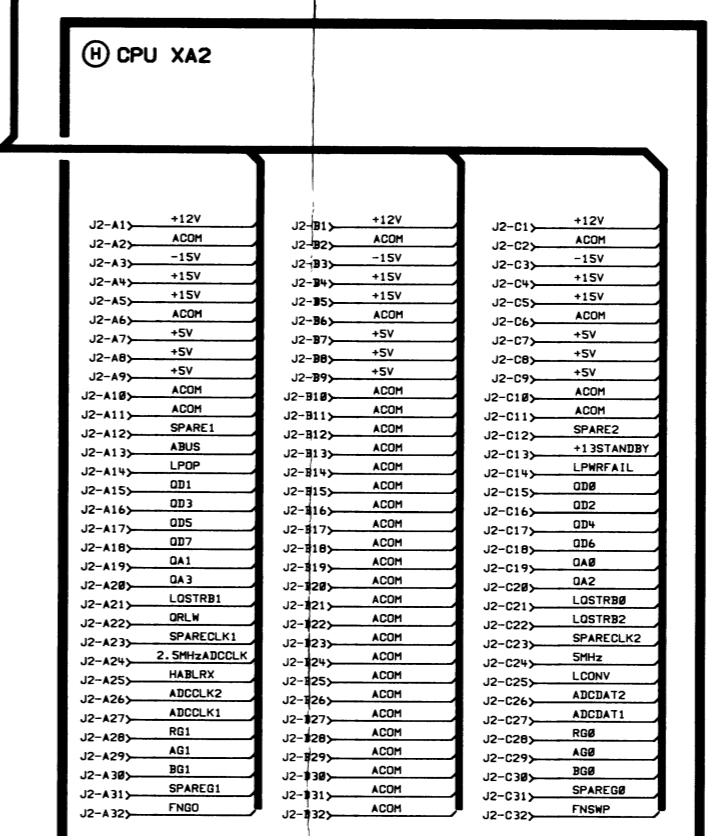 H CPU XA2
J2-A1 +12V J2-B1 +12V J2-C1 +12V
J2-A2 ACOM J2-B2 ACOM J2-C2 ACOM
J2-A3 -15V J2-B3 -15V J2-C3 -15V
J2-A4 +15V J2-B4 +15V J2-C4 +15V
J2-A5 +15V J2-B5 +15V J2-C5 +15V
J2-A6 ACOM J2-B6 ACOM J2-C6 ACOM
J2-A7 +5V J2-B7 +5V J2-C7 +5V
J2-A8 +5V J2-B8 +5V J2-C8 +5V
J2-A9 +5V J2-B9 +5V J2-C9 +5V
J2-A10 ACOM J2-B10 ACOM J2-C10 ACOM
J2-A11 ACOM J2-B11 ACOM J2-C11 ACOM
J2-A12 SPARE1 J2-B12 ACOM J2-C12 SPARE2
J2-A13 ABUS J2-B13 ACOM J2-C13 +13STANDBY
J2-A14 LPOP J2-B14 ACOM J2-C14 LPWRFAIL
J2-A15 QD1 J2-B15 ACOM J2-C15 QD0
J2-A16 QD3 J2-B16 ACOM J2-C16 QD2
J2-A17 QD5 J2-B17 ACOM J2-C17 QD4
J2-A18 QD7 J2-B18 ACOM J2-C18 QD6
J2-A19 QA1 J2-B19 ACOM J2-C19 QA0
J2-A20 QA3 J2-B20 ACOM J2-C20 QA2
J2-A21 LQSTRB1 J2-B21 ACOM J2-C21 LQSTRB0
J2-A22 QRLW J2-B22 ACOM J2-C22 LQSTRB2
J2-A23 SPARECLK1 J2-B23 ACOM J2-C23 SPARECLK2
J2-A24 2.5MHzADCCLK J2-B24 ACOM J2-C24 5MHz
J2-A25 HABLRX J2-B25 ACOM J2-C25 LCONV
J2-A26 ADCCLK2 J2-B26 ACOM J2-C26 ADCDAT2
J2-A27 ADCCLK1 J2-B27 ACOM J2-C27 ADCDAT1
J2-A28 RG1 J2-B28 ACOM J2-C28 RG0
J2-A29 AG1 J2-B29 ACOM J2-C29 AG0
J2-A30 BG1 J2-B30 ACOM J2-C30 BG0
J2-A31 SPAREG1 J2-B31 ACOM J2-C31 SPAREG0
J2-A32 FNGO J2-B32 ACOM J2-C32 FNSWP